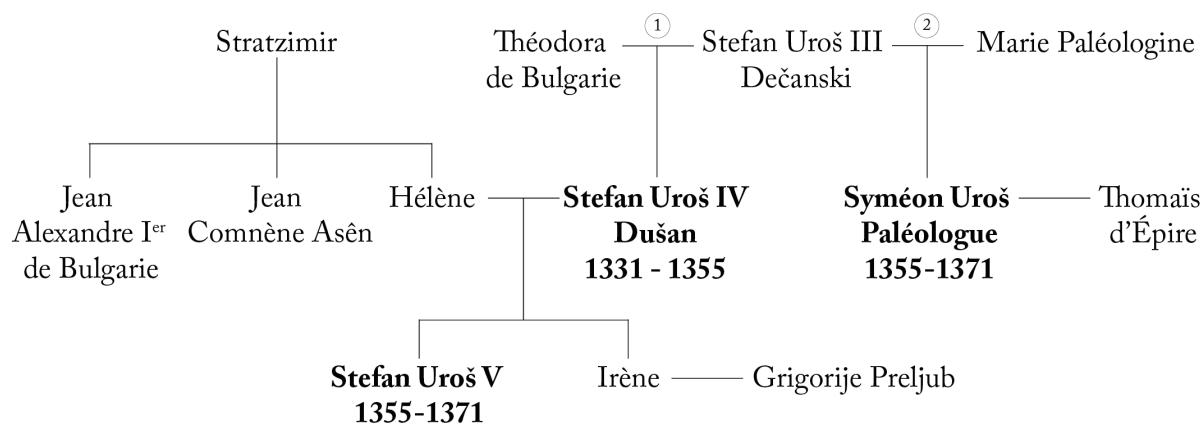 Stratzimir
Théodora
de Bulgarie
1
Stefan Uroš III
Dečanski
2
Marie Paléologine
Jean
Alexandre Ier
de Bulgarie
Jean
Comnène Asên
Hélène
Stefan Uroš IV
Dušan
1331 - 1355
Syméon Uroš
Paléologue
1355-1371
Thomaïs
d’Épire
Stefan Uroš V
1355-1371
Irène
Grigorije Preljub